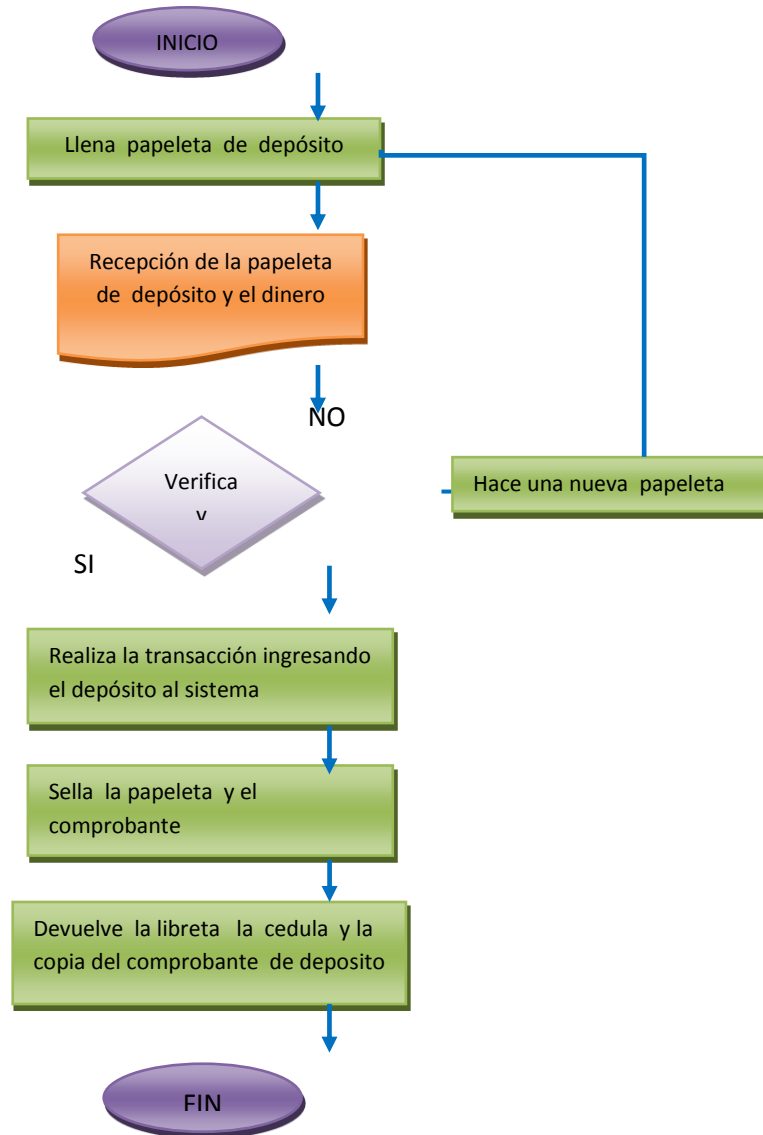 INICIO
Llena papeleta de depósito
Recepción de la papeleta
de depósito y el dinero
NO
Verifica
y
Hace una nueva papeleta
SI
Realiza la transacción ingresando
el depósito al sistema
Sella la papeleta y el
comprobante
Devuelve la libreta la cedula y la
copia del comprobante de deposito
FIN